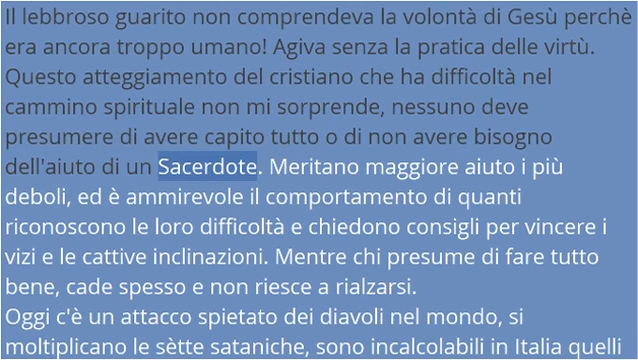 Il lebbroso guarito non comprendeva la volontà di Gesù perchè
era ancora troppo umano! Agiva senza la pratica delle virtù.
Questo atteggiamento del cristiano che ha difficoltà nel
cammino spirituale non mi sorprende, nessuno deve
presumere di avere capito tutto o di non avere bisogno
dell'aiuto di un Sacerdote. Meritano maggiore aiuto i più
deboli, ed è ammirevole il comportamento di quanti
riconoscono le loro difficoltà e chiedono consigli per vincere i
vizi e le cattive inclinazioni. Mentre chi presume di fare tutto
bene, cade spesso e non riesce a rialzarsi.
Oggi c'è un attacco spietato dei diavoli nel mondo, si
moltiplicano le sètte sataniche, sono incalcolabili in Italia quelli